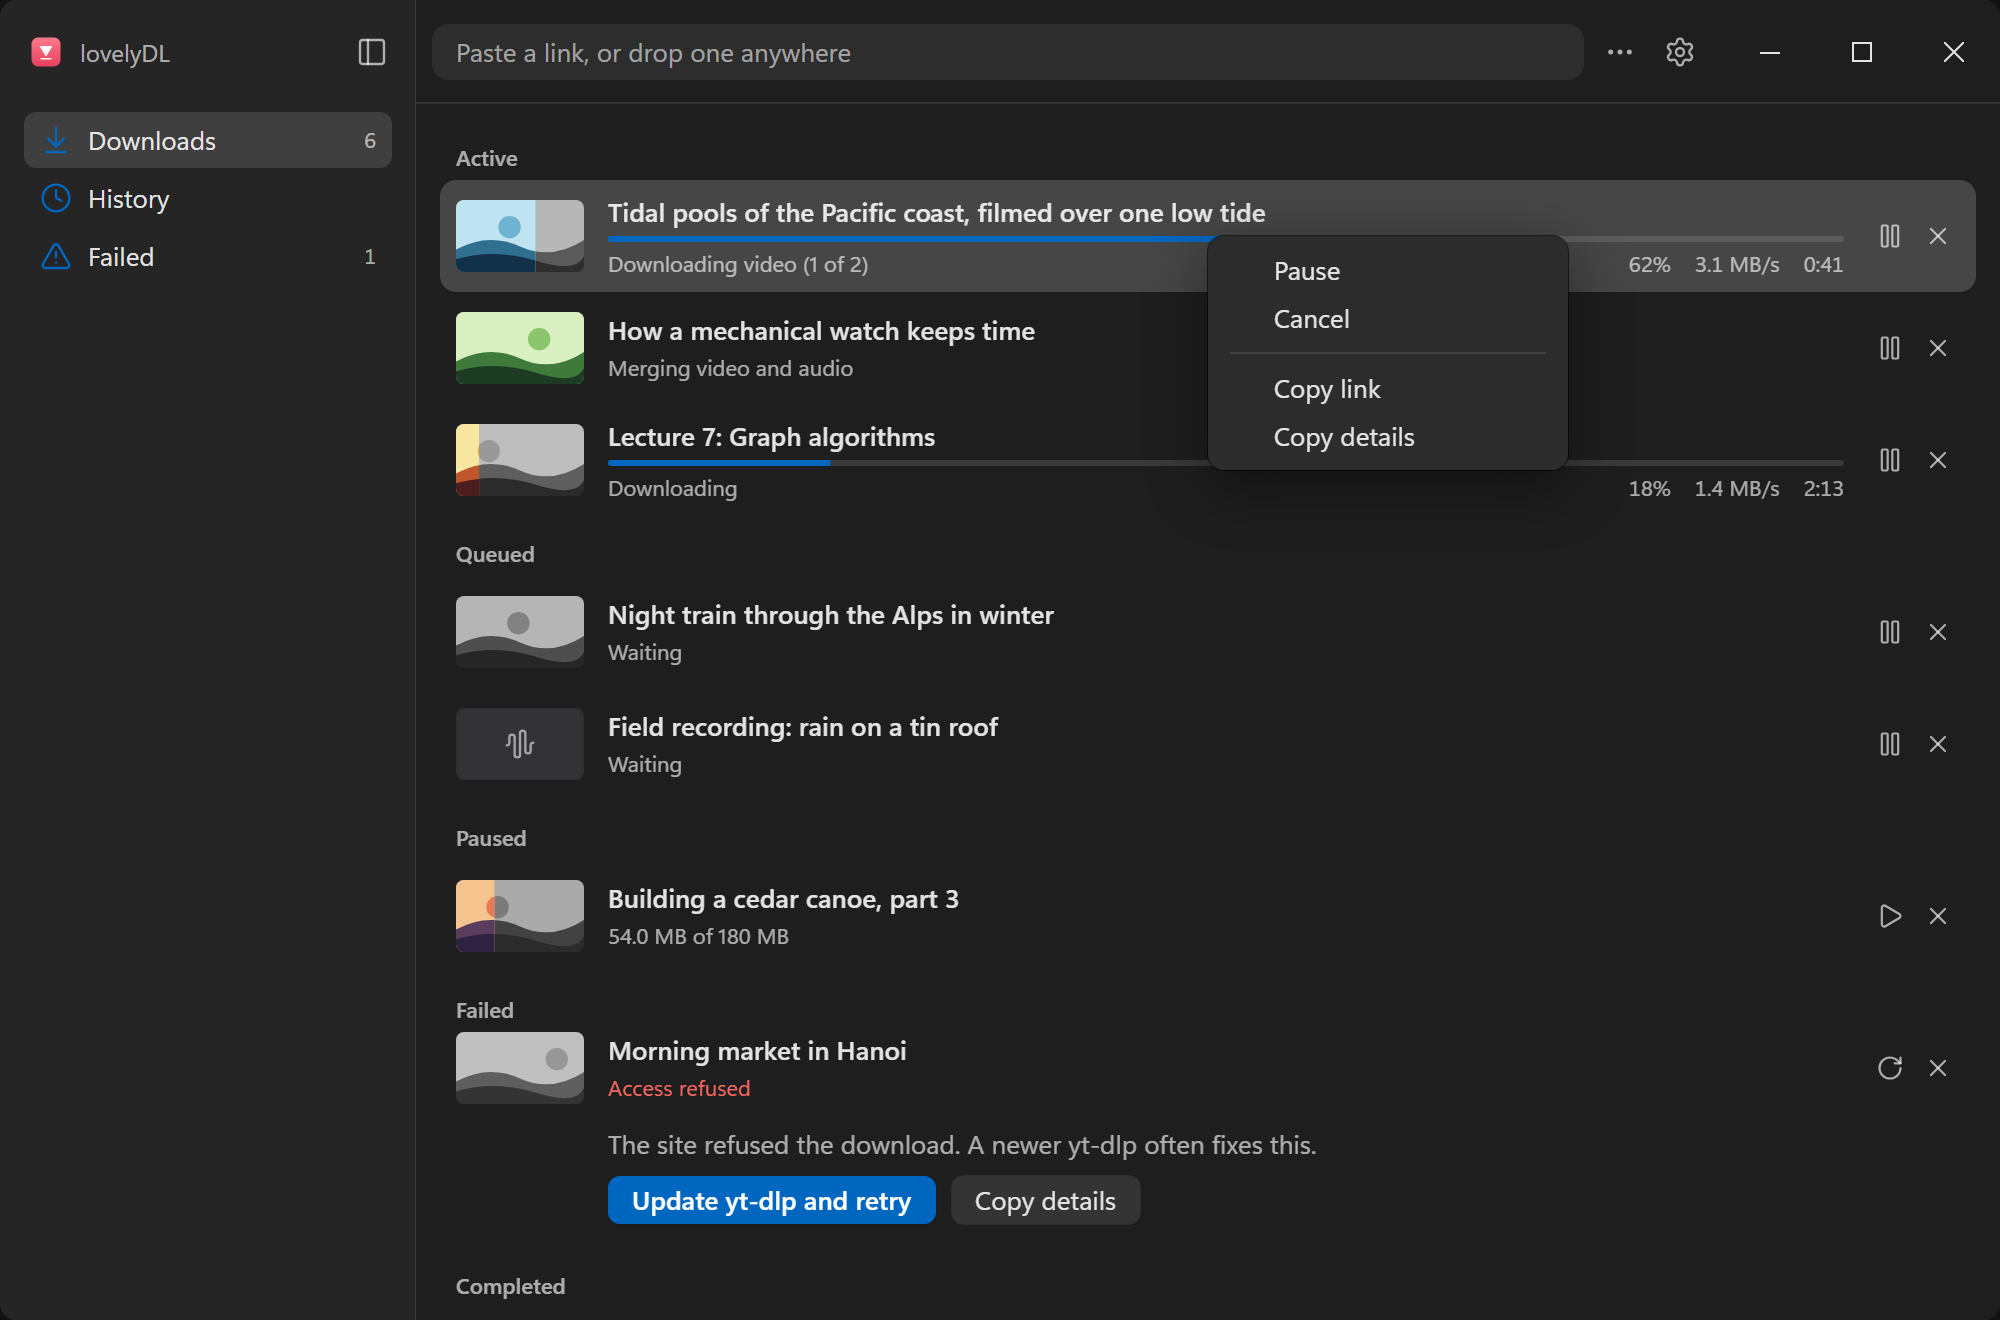 lovelyDL
Paste a link, or drop one anywhere
Downloads 6
History
Failed 1
Active
Tidal pools of the Pacific coast, filmed over one low tide
Downloading video (1 of 2)
62% 3.1 MB/s 0:41
Pause
Cancel
Copy link
Copy details
How a mechanical watch keeps time
Merging video and audio
Lecture 7: Graph algorithms
Downloading
18% 1.4 MB/s 2:13
Queued
Night train through the Alps in winter
Waiting
Field recording: rain on a tin roof
Waiting
Paused
Building a cedar canoe, part 3
54.0 MB of 180 MB
Failed
Morning market in Hanoi
Access refused
The site refused the download. A newer yt-dlp often fixes this.
Update yt-dlp and retry
Copy details
Completed